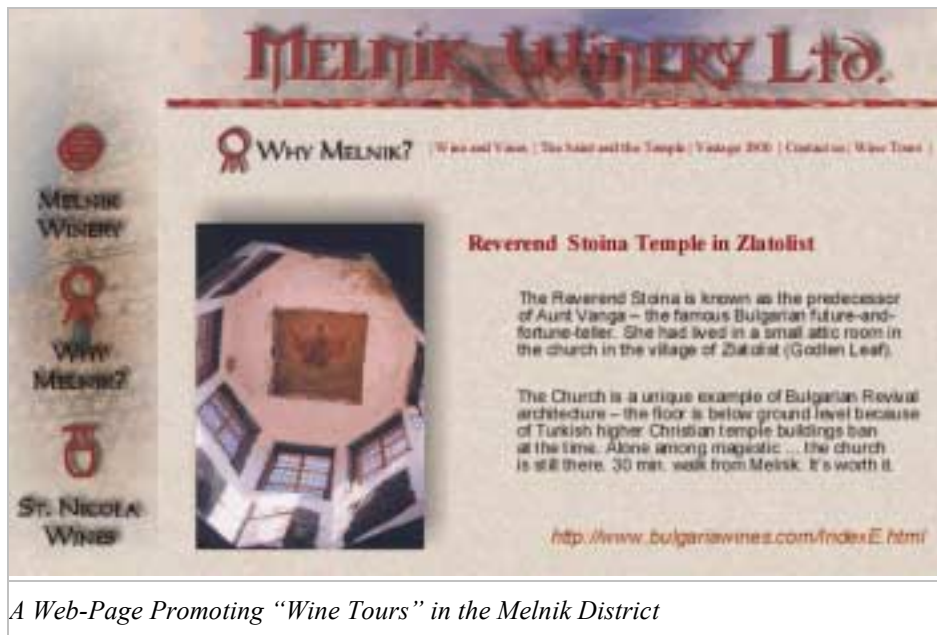 MELNIK WINERY LTD.
WHY MELNIK? | Wine and Vines | The Saint and the Temple | Vintage 2000 | Contact us | Wine Tours |
MELNIK
WINERY
WHY
MELNIK?
ST. NICOLA
WINES
Reverend Stoina Temple in Zlatolist
The Reverend Stoina is known as the predecessor
of Aunt Vanga – the famous Bulgarian future-and-
fortune-teller. She had lived in a small attic room in
the church in the village of Zlatolist (Godlen Leaf).
The Church is a unique example of Bulgarian Revival
architecture – the floor is below ground level because
of Turkish higher Christian temple buildings ban
at the time. Alone among magestic ... the church
is still there. 30 min. walk from Melnik. It's worth it.
http://www.bulgariawines.com/IndexE.html
A Web-Page Promoting “Wine Tours” in the Melnik District